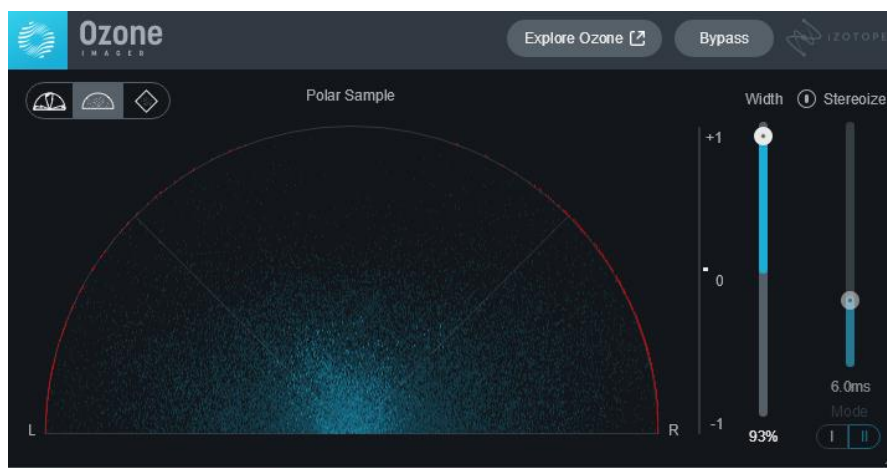 Ozone
IMAGER
Explore Ozone
Bypass
IZOTOPE
Polar Sample
Width
Stereoize
+1
0
-1
L
R
93%
6.0ms
Mode
I
II